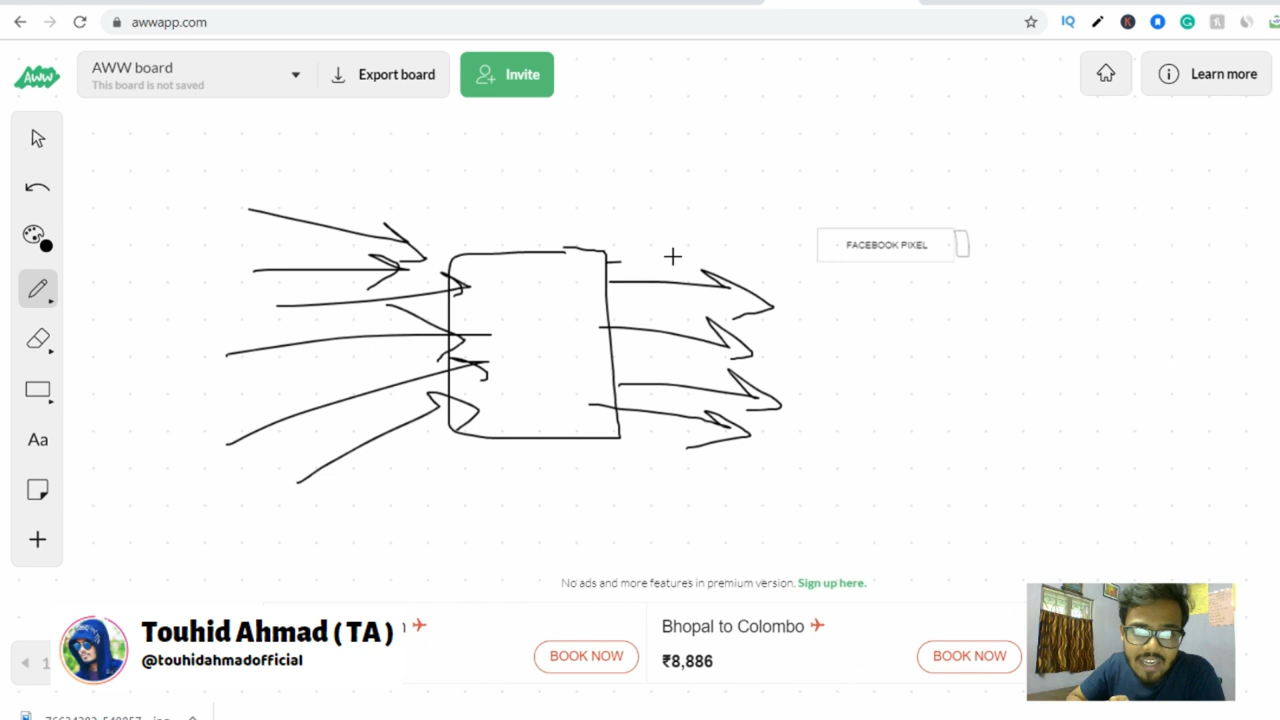 awwapp.com
IQ
AWW
AWW board
This board is not saved
Export board
Invite
Learn more
FACEBOOK PIXEL
Aa
No ads and more features in premium version. Sign up here.
Touhid Ahmad ( TA )
@touhidahmadofficial
BOOK NOW
Bhopal to Colombo
₹8,886
BOOK NOW
1